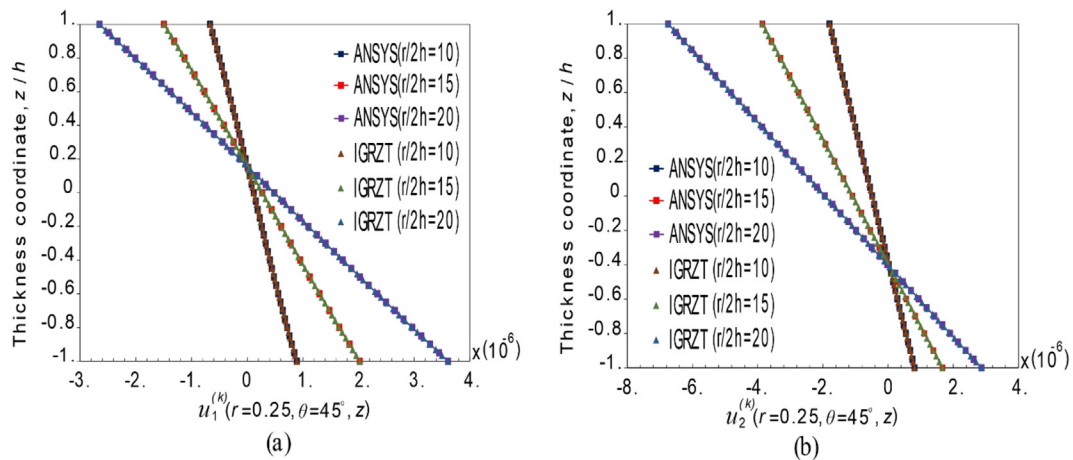 1. 1.
0.8 0.8
0.6 0.6
0.4 0.4
0.2 0.2
0 0
-0.2 -0.2
-0.4 -0.4
-0.6 -0.6
-0.8 -0.8
-1. -1.
Thickness coordinate, z / h
ANSYS(r/2h=10)
ANSYS(r/2h=15)
ANSYS(r/2h=20)
IGRZT (r/2h=10)
IGRZT (r/2h=15)
IGRZT (r/2h=20)
x(10⁶)
-3. -2. -1. 0 1. 2. 3. 4.
u₁⁽ᵏ⁾(r=0.25, θ=45°, z)
(a)
Thickness coordinate, z / h
ANSYS(r/2h=10)
ANSYS(r/2h=15)
ANSYS(r/2h=20)
IGRZT (r/2h=10)
IGRZT (r/2h=15)
IGRZT (r/2h=20)
x(10⁶)
-8. -6. -4. -2. 0 2. 4.
u₂⁽ᵏ⁾(r=0.25, θ=45°, z)
(b)